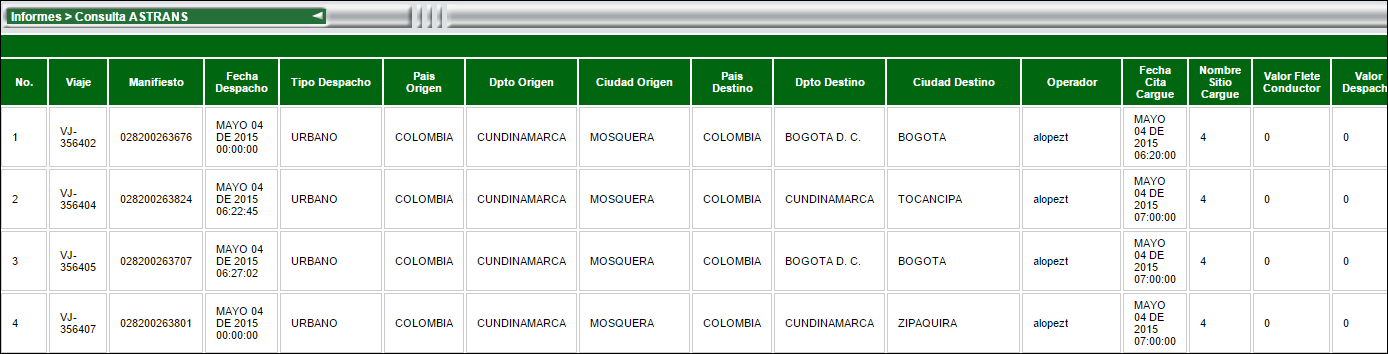 Informes > Consulta ASTRANS
No. Viaje Manifiesto Fecha Despacho Tipo Despacho Pais Origen Dpto Origen Ciudad Origen Pais Destino Dpto Destino Ciudad Destino Operador Fecha Cita Cargue Nombre Sitio Cargue Valor Flete Conductor Valor Despach
1 VJ-356402 028200263676 MAYO 04 DE 2015 00:00:00 URBANO COLOMBIA CUNDINAMARCA MOSQUERA COLOMBIA BOGOTA D. C. BOGOTA alopezt MAYO 04 DE 2015 06:20:00 4 0 0
2 VJ-356404 028200263824 MAYO 04 DE 2015 06:22:45 URBANO COLOMBIA CUNDINAMARCA MOSQUERA COLOMBIA CUNDINAMARCA TOCANCIPA alopezt MAYO 04 DE 2015 07:00:00 4 0 0
3 VJ-356405 028200263707 MAYO 04 DE 2015 06:27:02 URBANO COLOMBIA CUNDINAMARCA MOSQUERA COLOMBIA BOGOTA D. C. BOGOTA alopezt MAYO 04 DE 2015 07:00:00 4 0 0
4 VJ-356407 028200263801 MAYO 04 DE 2015 00:00:00 URBANO COLOMBIA CUNDINAMARCA MOSQUERA COLOMBIA CUNDINAMARCA ZIPAQUIRA alopezt MAYO 04 DE 2015 07:00:00 4 0 0